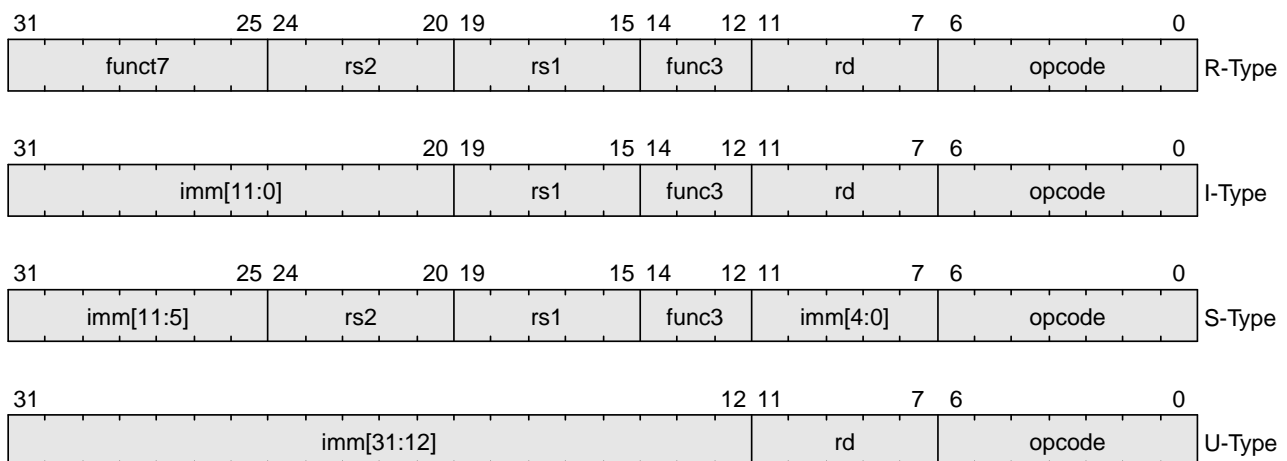 31 25 24 20 19 15 14 12 11 7 6 0
funct7 rs2 rs1 func3 rd opcode R-Type
31 20 19 15 14 12 11 7 6 0
imm[11:0] rs1 func3 rd opcode I-Type
31 25 24 20 19 15 14 12 11 7 6 0
imm[11:5] rs2 rs1 func3 imm[4:0] opcode S-Type
31 12 11 7 6 0
imm[31:12] rd opcode U-Type